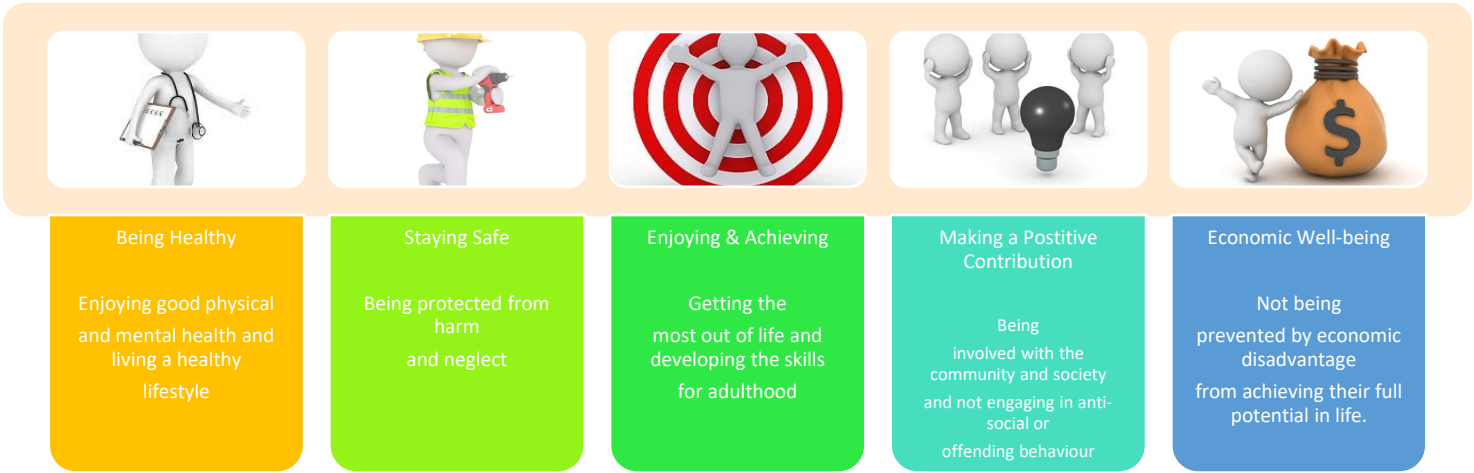 Being Healthy
Enjoying good physical
and mental health and
living a healthy
lifestyle
Staying Safe
Being protected from
harm
and neglect
Enjoying & Achieving
Getting the
most out of life and
developing the skills
for adulthood
Making a Postitive
Contribution
Being
involved with the
community and society
and not engaging in anti-
social or
offending behaviour
$
Economic Well-being
Not being
prevented by economic
disadvantage
from achieving their full
potential in life.